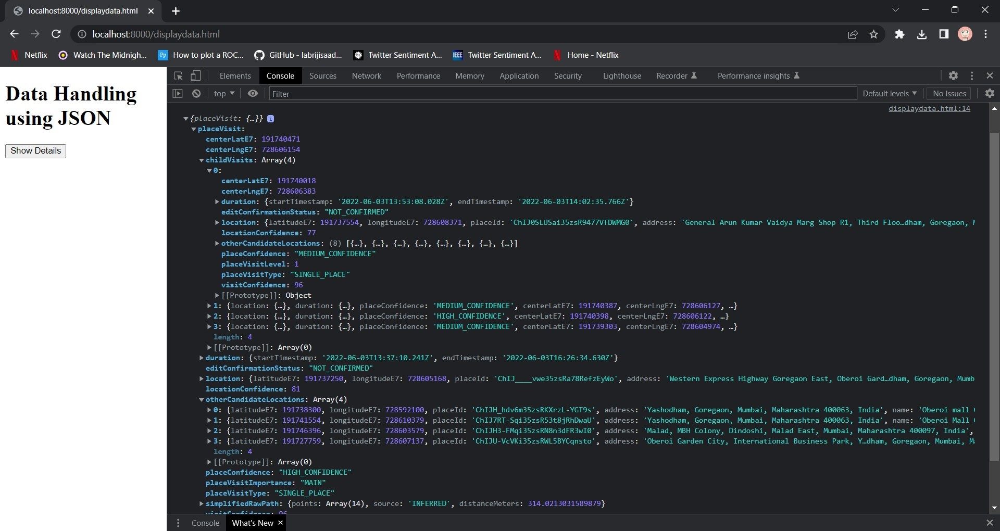 localhost:8000/displaydata.html
localhost:8000/displaydata.html
Netflix Watch The Midnigh... Pp How to plot a ROC... GitHub - labrijisaad... Twitter Sentiment A... IEEE Twitter Sentiment A... Home - Netflix
Data Handling
using JSON
Show Details
Elements Console Sources Network Performance Memory Application Security Lighthouse Recorder Performance insights
top Filter Default levels No Issues
displaydata.html:14
{placeVisit: {…}} i
placeVisit:
centerLatE7: 191740471
centerLngE7: 728606154
childVisits: Array(4)
0:
centerLatE7: 191740018
centerLngE7: 728606383
duration: {startTimestamp: '2022-06-03T13:53:08.028Z', endTimestamp: '2022-06-03T14:02:35.766Z'}
editConfirmationStatus: "NOT_CONFIRMED"
location: {latitudeE7: 191737554, longitudeE7: 728608371, placeId: 'ChIJ0SLUSai35zsR9477VfDWMG0', address: 'General Arun Kumar Vaidya Marg Shop R1, Third Floo…dham, Goregaon,
locationConfidence: 77
otherCandidateLocations: (8) [{…}, {…}, {…}, {…}, {…}, {…}, {…}, {…}]
placeConfidence: "MEDIUM_CONFIDENCE"
placeVisitLevel: 1
placeVisitType: "SINGLE_PLACE"
visitConfidence: 96
[[Prototype]]: Object
1: {location: {…}, duration: {…}, placeConfidence: 'MEDIUM_CONFIDENCE', centerLatE7: 191740387, centerLngE7: 728606127, …}
2: {location: {…}, duration: {…}, placeConfidence: 'HIGH_CONFIDENCE', centerLatE7: 191740398, centerLngE7: 728606122, …}
3: {location: {…}, duration: {…}, placeConfidence: 'MEDIUM_CONFIDENCE', centerLatE7: 191739303, centerLngE7: 728604974, …}
length: 4
[[Prototype]]: Array(0)
duration: {startTimestamp: '2022-06-03T13:37:10.241Z', endTimestamp: '2022-06-03T16:26:34.630Z'}
editConfirmationStatus: "NOT_CONFIRMED"
location: {latitudeE7: 191737250, longitudeE7: 728605168, placeId: 'ChIJ____vwe35zsRa78RefzEyWo', address: 'Western Express Highway Goregaon East, Oberoi Gard…dham, Goregaon, Mumb
locationConfidence: 81
otherCandidateLocations: Array(4)
0: {latitudeE7: 191738300, longitudeE7: 728592100, placeId: 'ChIJH_hdv6m35zsRKXrzL-YGT9s', address: 'Yashodham, Goregaon, Mumbai, Maharashtra 400063, India', name: 'Oberoi mall
1: {latitudeE7: 191741554, longitudeE7: 728610379, placeId: 'ChIJ7RT-Sqi35zsR53t8jRhDwaU', address: 'Yashodham, Goregaon, Mumbai, Maharashtra 400063, India', name: 'Oberoi Mall
2: {latitudeE7: 191746396, longitudeE7: 728603579, placeId: 'ChIJH3-FMqi35zsRN8n3dFR3wI0', address: 'Malad, MBH Colony, Dindoshi, Malad East, Mumbai, Maharashtra 400097, India',
3: {latitudeE7: 191727759, longitudeE7: 728607137, placeId: 'ChIJU-VcVKi35zsRWL5BYCqnsto', address: 'Oberoi Garden City, International Business Park, Y…dham, Goregaon, Mumbai, Ma
length: 4
[[Prototype]]: Array(0)
placeConfidence: "HIGH_CONFIDENCE"
placeVisitImportance: "MAIN"
placeVisitType: "SINGLE_PLACE"
simplifiedRawPath: {points: Array(14), source: 'INFERRED', distanceMeters: 314.0213031589879}
visitConfidence: 96
Console What's New